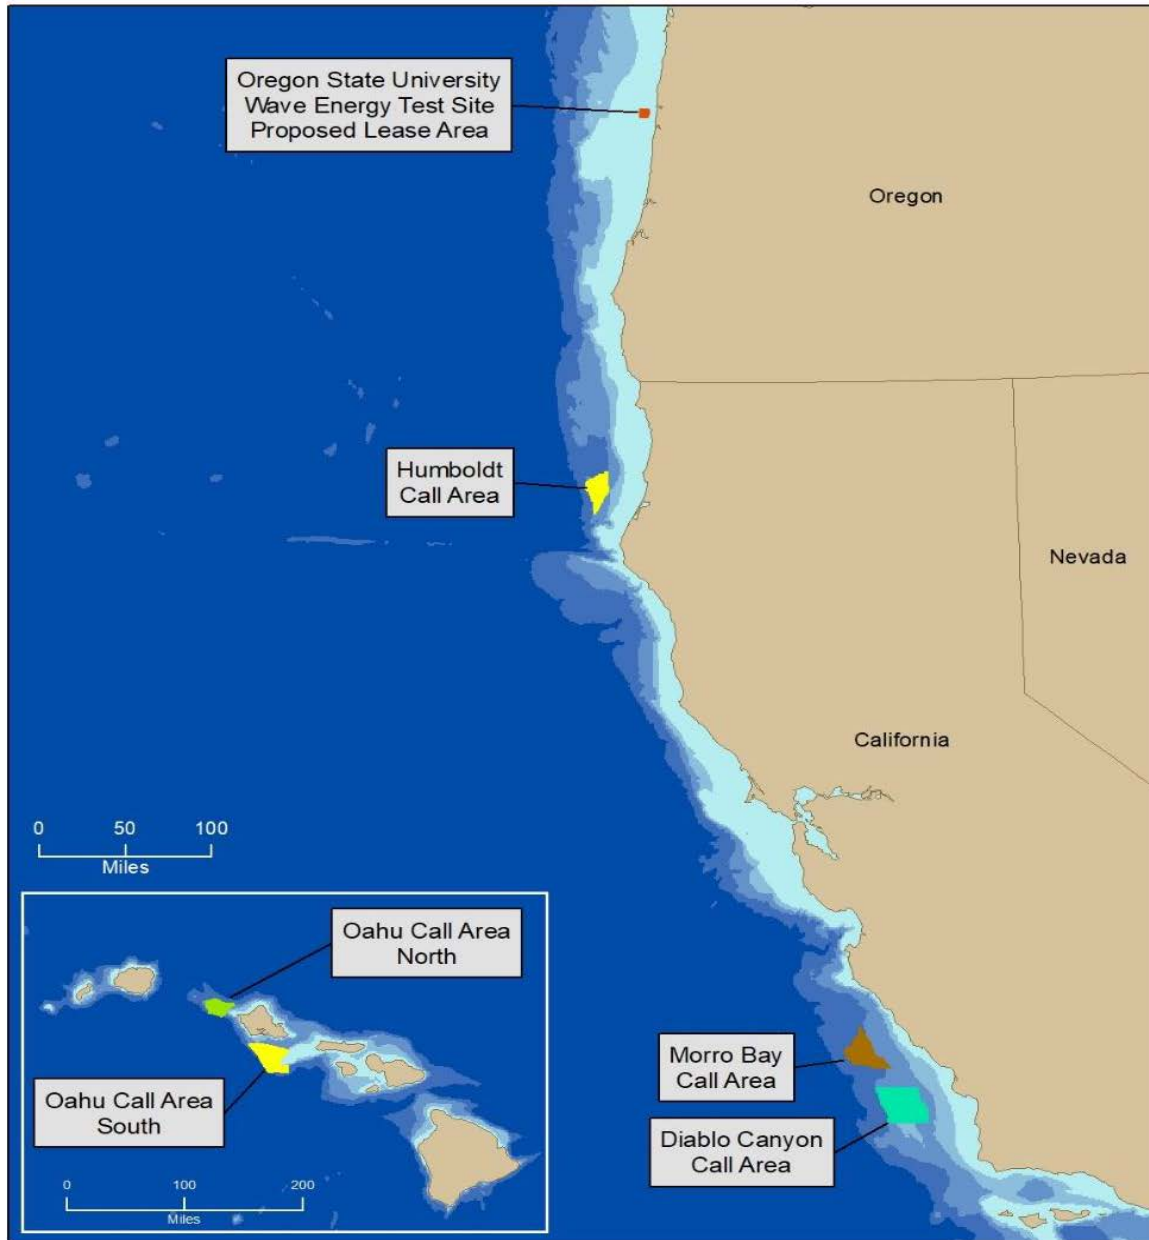 Oregon State University
Wave Energy Test Site
Proposed Lease Area
Oregon
Humboldt
Call Area
Nevada
California
0 50 100
Miles
Oahu Call Area
North
Oahu Call Area
South
0 100 200
Miles
Morro Bay
Call Area
Diablo Canyon
Call Area